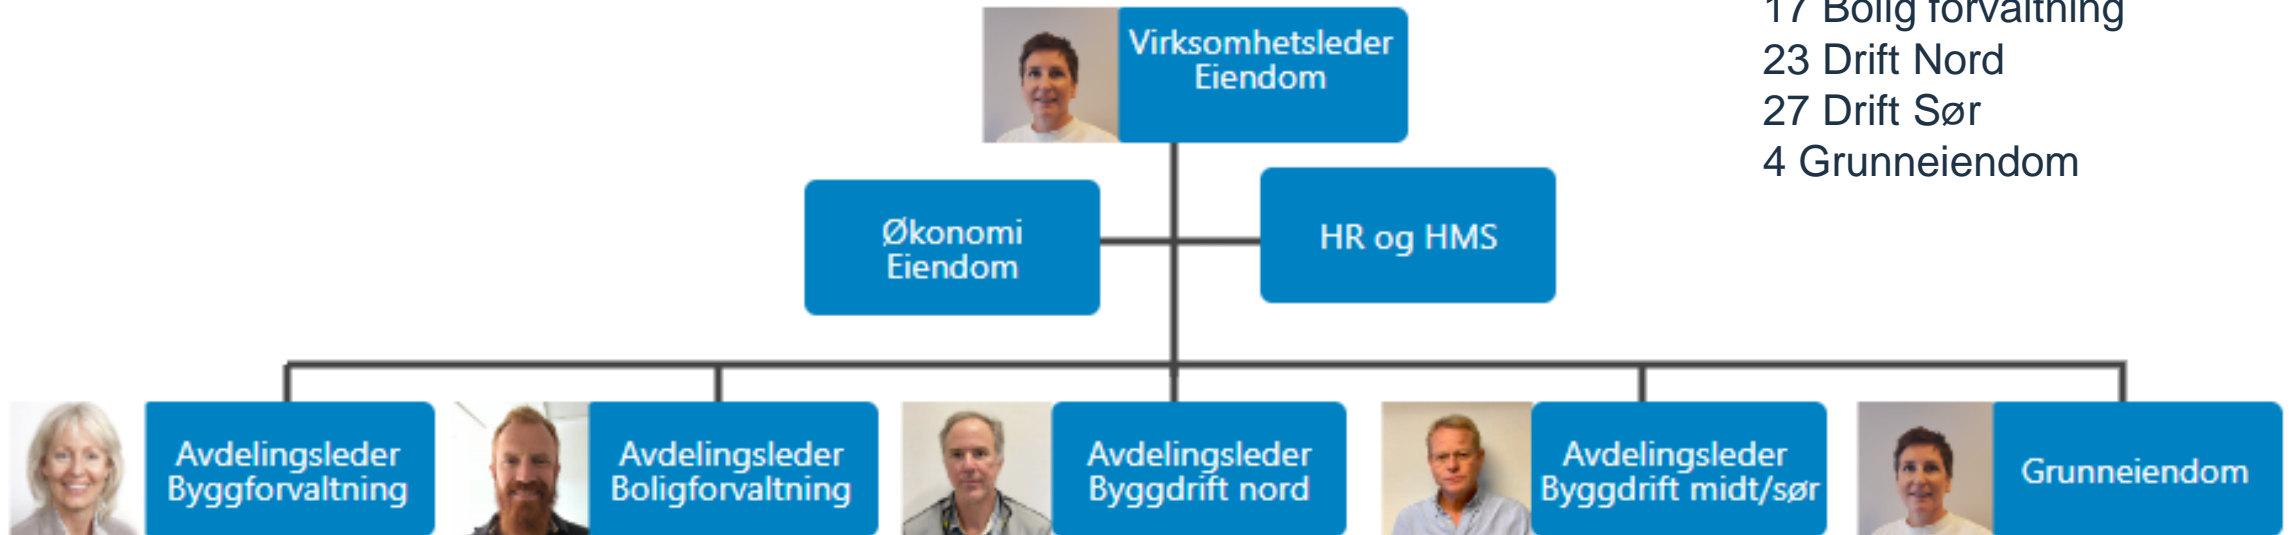 17 Bolig forvaltning
23 Drift Nord
27 Drift Sør
4 Grunneiendom
Virksomhetsleder
Eiendom
Økonomi
Eiendom
HR og HMS
Avdelingsleder
Byggforvaltning
Avdelingsleder
Boligforvaltning
Avdelingsleder
Byggdrift nord
Avdelingsleder
Byggdrift midt/sør
Grunneiendom